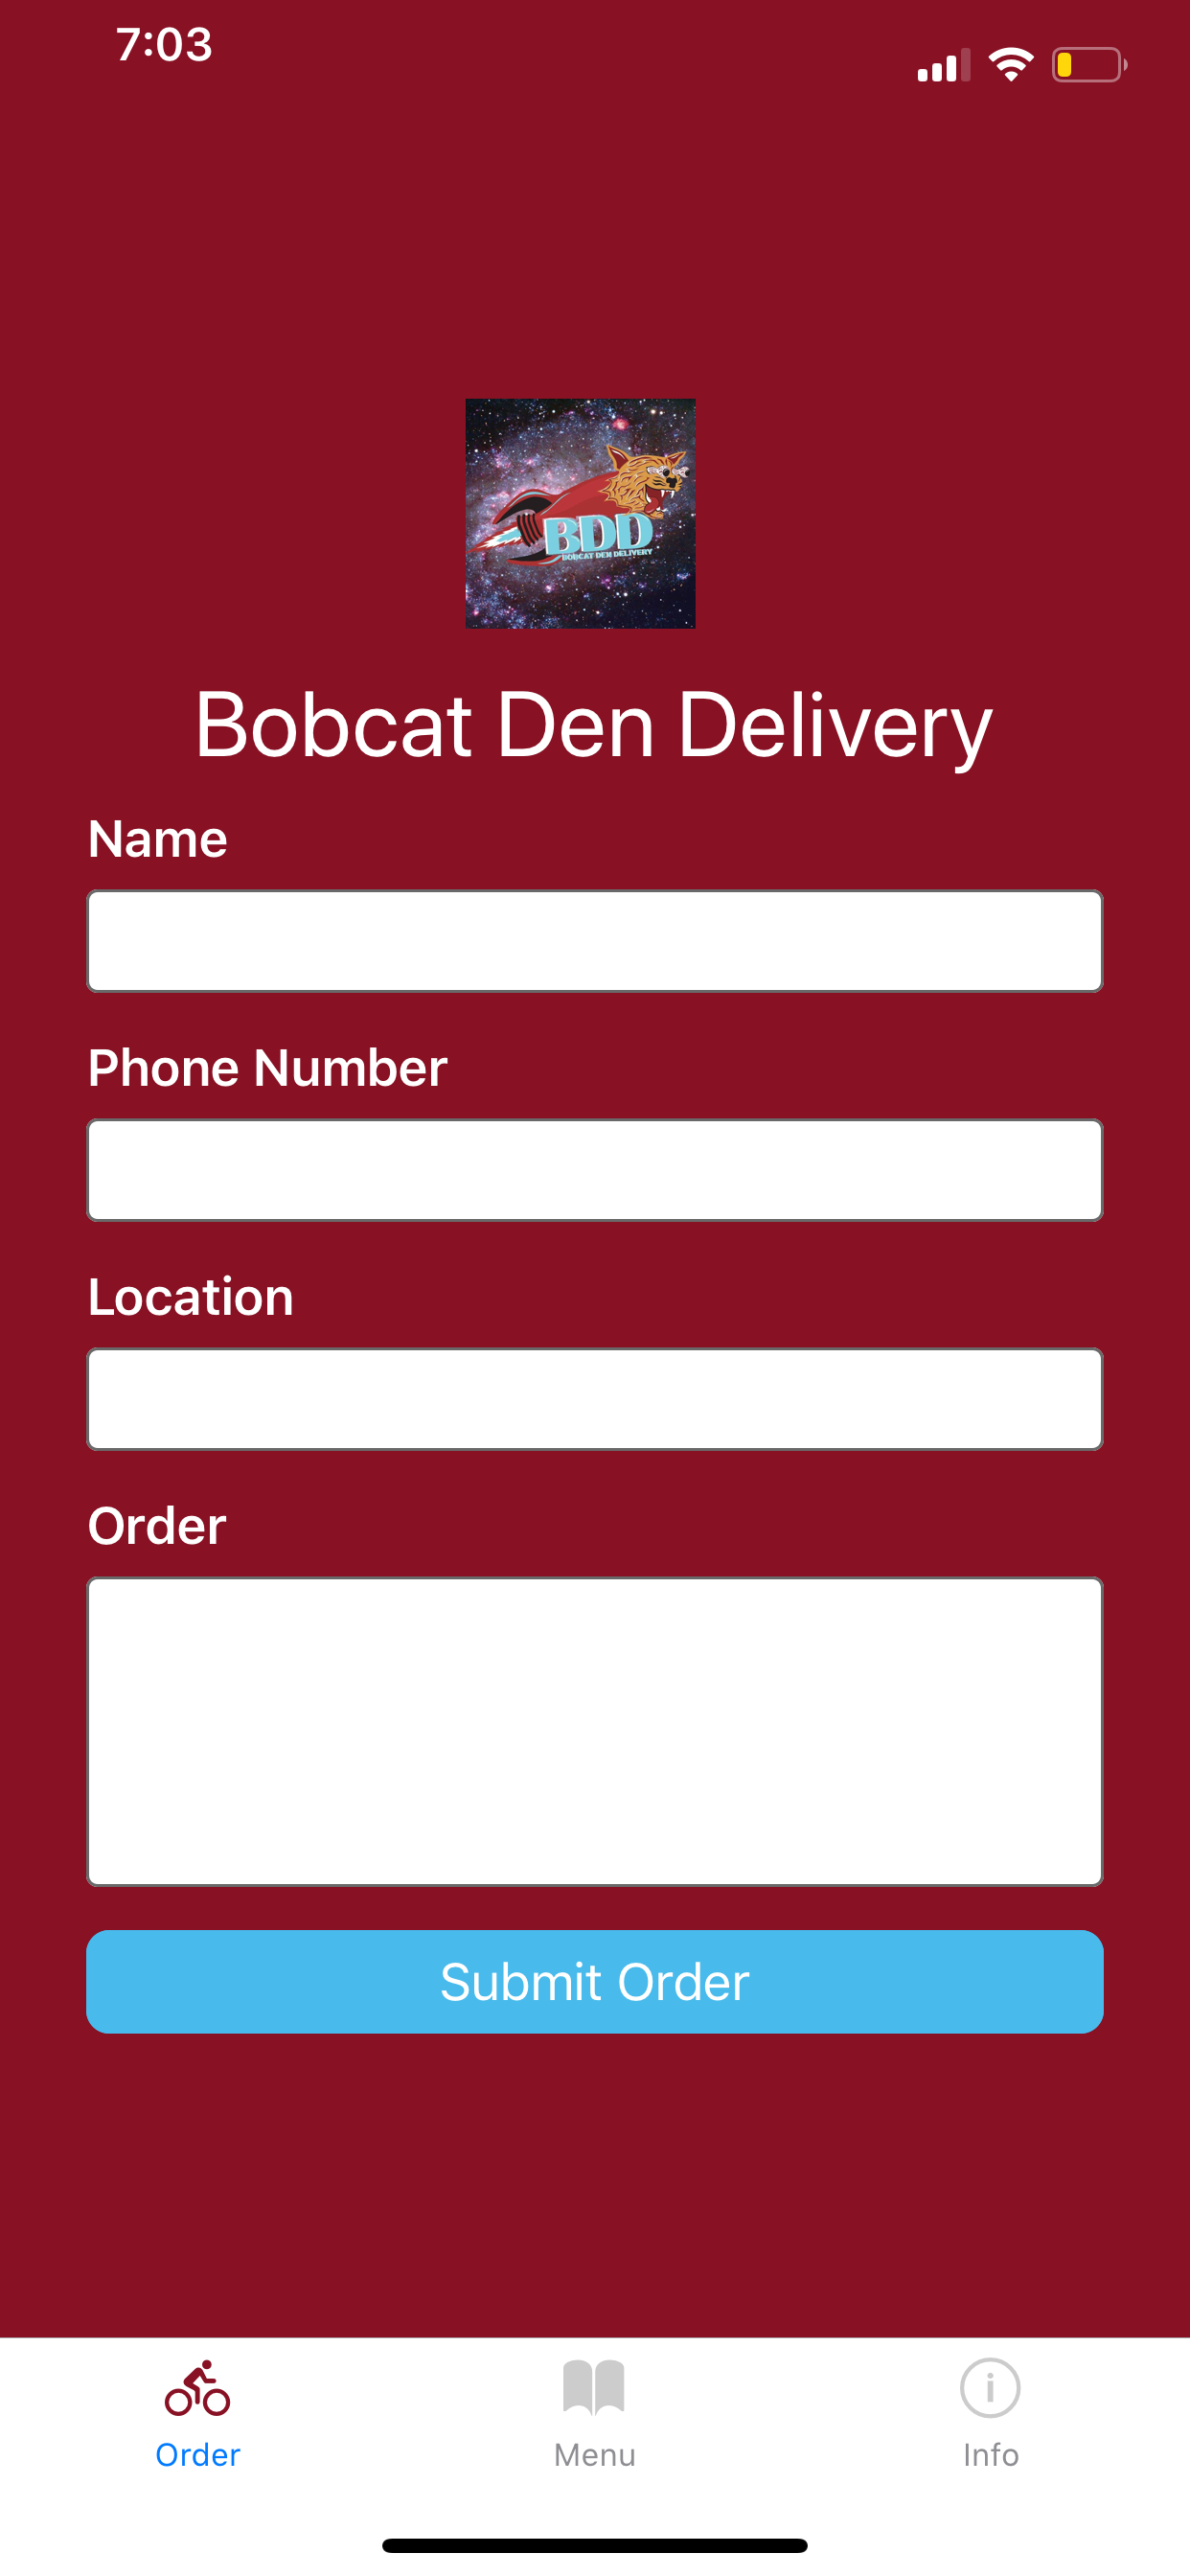 7:03
BDD
BOBCAT DEN DELIVERY
Bobcat Den Delivery
Name
Phone Number
Location
Order
Submit Order
Order
Menu
Info